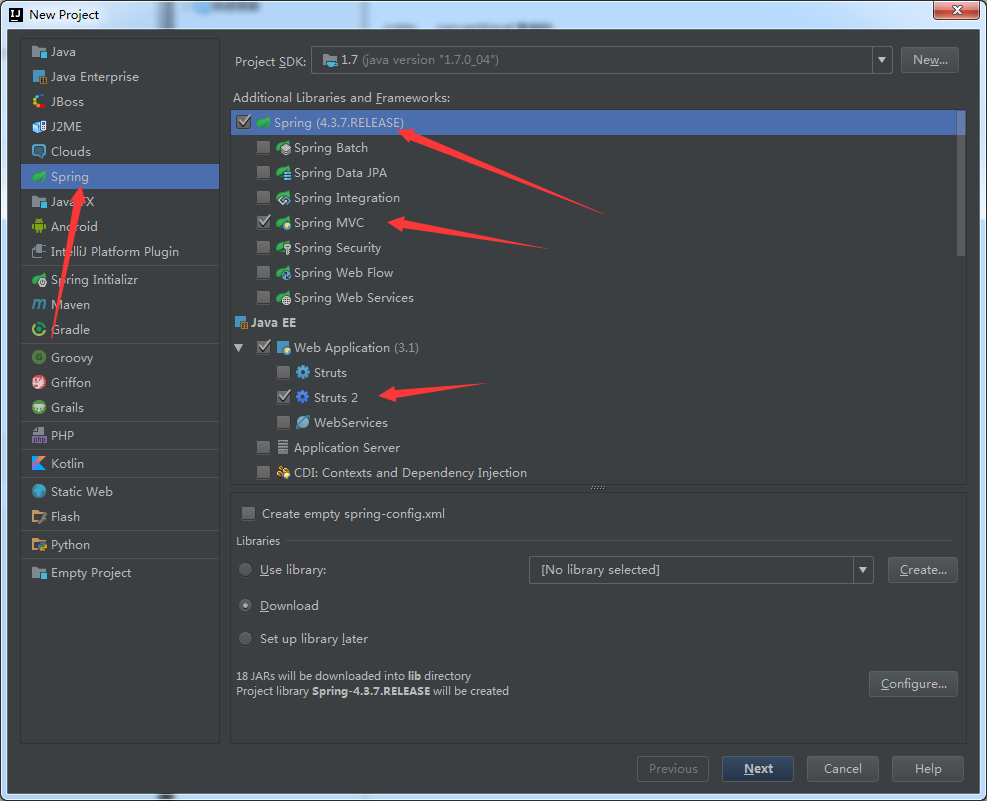 New Project
Java
Java Enterprise
JBoss
J2ME
Clouds
Spring
Android
IntelliJ Platform Plugin
Spring Initializr
Maven
Gradle
Groovy
Griffon
Grails
PHP
Kotlin
Static Web
Flash
Python
Empty Project
Project SDK:
1.7 (java version "1.7.0_04")
New...
Additional Libraries and Frameworks:
Spring (4.3.7.RELEASE)
Spring Batch
Spring Data JPA
Spring Integration
Spring MVC
Spring Security
Spring Web Flow
Spring Web Services
Java EE
Web Application (3.1)
Struts
Struts 2
WebServices
Application Server
CDI: Contexts and Dependency Injection
Create empty spring-config.xml
Libraries
Use library:
[No library selected]
Create...
Download
Set up library later
18 JARs will be downloaded into lib directory
Project library Spring-4.3.7.RELEASE will be created
Configure...
Previous
Next
Cancel
Help